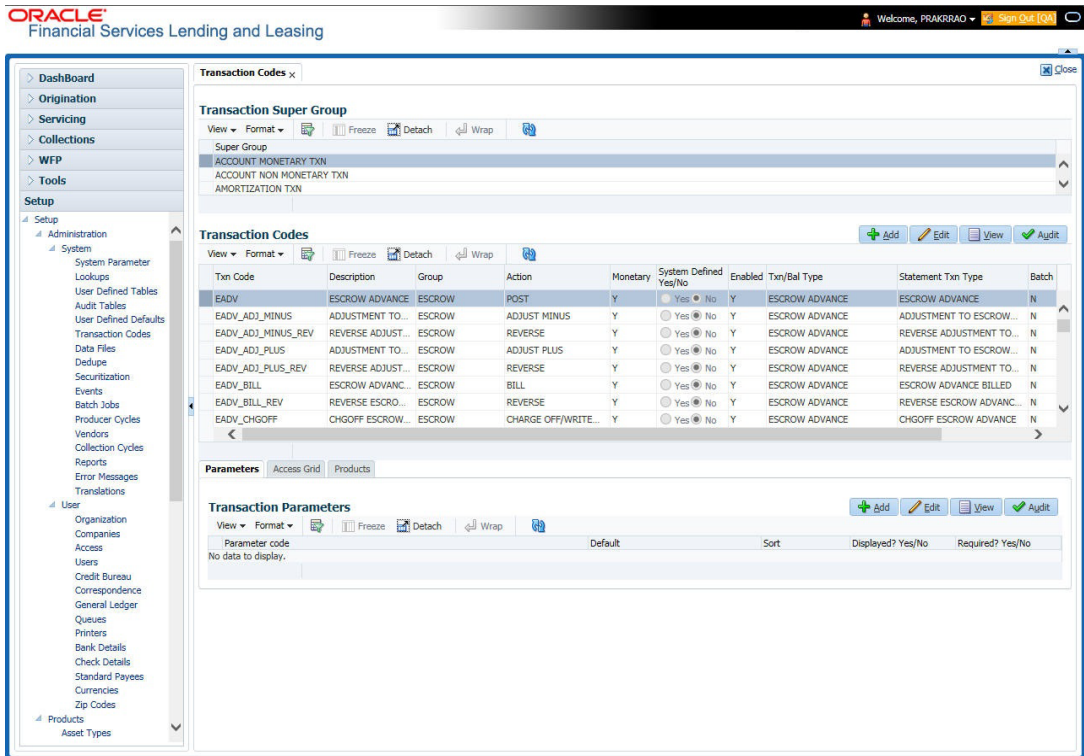 ORACLE
Financial Services Lending and Leasing
Welcome, PRAKRRAO
Sign Out [QA]
DashBoard
Origination
Servicing
Collections
WFP
Tools
Setup
Setup
Administration
System
System Parameter
Lookups
User Defined Tables
Audit Tables
User Defined Defaults
Transaction Codes
Data Files
Dedupe
Securitization
Events
Batch Jobs
Producer Cycles
Vendors
Collection Cycles
Reports
Error Messages
Translations
User
Organization
Companies
Access
Users
Credit Bureau
Correspondence
General Ledger
Queues
Printers
Bank Details
Check Details
Standard Payees
Currencies
Zip Codes
Products
Asset Types
Transaction Codes x
Close
Transaction Super Group
View Format Freeze Detach Wrap
Super Group
ACCOUNT MONETARY TXN
ACCOUNT NON MONETARY TXN
AMORTIZATION TXN
Transaction Codes
Add Edit View Audit
View Format Freeze Detach Wrap
Txn Code Description Group Action Monetary System Defined Yes/No Enabled Txn/Bal Type Statement Txn Type Batch
EADV ESCROW ADVANCE ESCROW POST Y Yes No Y ESCROW ADVANCE ESCROW ADVANCE N
EADV_ADJ_MINUS ADJUSTMENT TO... ESCROW ADJUST MINUS Y Yes No Y ESCROW ADVANCE ADJUSTMENT TO ESCROW... N
EADV_ADJ_MINUS_REV REVERSE ADJUST... ESCROW REVERSE Y Yes No Y ESCROW ADVANCE REVERSE ADJUSTMENT TO... N
EADV_ADJ_PLUS ADJUSTMENT TO... ESCROW ADJUST PLUS Y Yes No Y ESCROW ADVANCE ADJUSTMENT TO ESCROW... N
EADV_ADJ_PLUS_REV REVERSE ADJUST... ESCROW REVERSE Y Yes No Y ESCROW ADVANCE REVERSE ADJUSTMENT TO... N
EADV_BILL ESCROW ADVANC... ESCROW BILL Y Yes No Y ESCROW ADVANCE ESCROW ADVANCE BILLED N
EADV_BILL_REV REVERSE ESCRO... ESCROW REVERSE Y Yes No Y ESCROW ADVANCE REVERSE ESCROW ADVANC... N
EADV_CHGOFF CHGOFF ESCROW... ESCROW CHARGE OFF/WRITE... Y Yes No Y ESCROW ADVANCE CHGOFF ESCROW ADVANCE N
Parameters Access Grid Products
Transaction Parameters
Add Edit View Audit
View Format Freeze Detach Wrap
Parameter code Default Sort Displayed? Yes/No Required? Yes/No
No data to display.